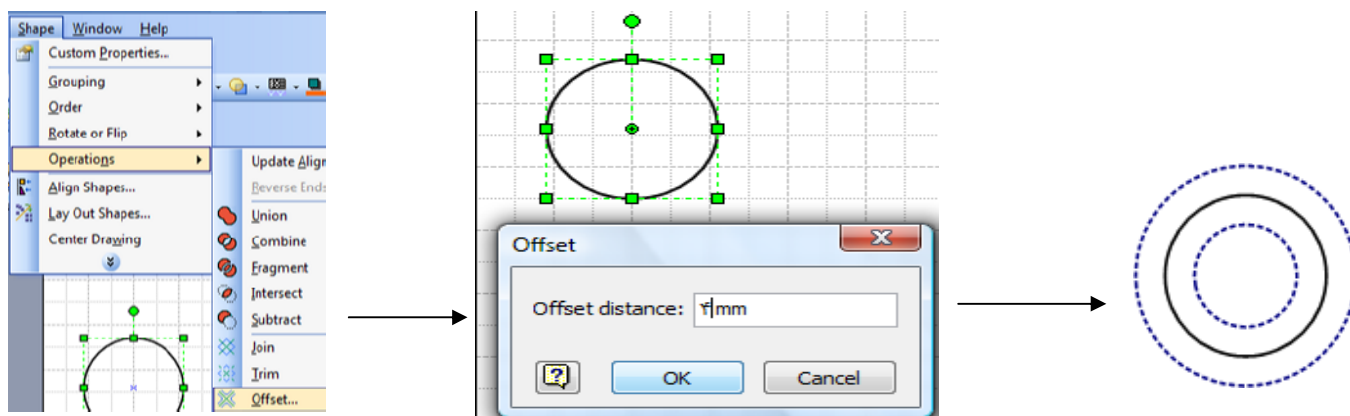 Shape Window Help
Custom Properties...
Grouping
Order
Rotate or Flip
Operations
Align Shapes...
Lay Out Shapes...
Center Drawing
Update Align
Reverse Ends
Union
Combine
Fragment
Intersect
Subtract
Join
Trim
Offset...
Offset
Offset distance: ۴mm
OK Cancel